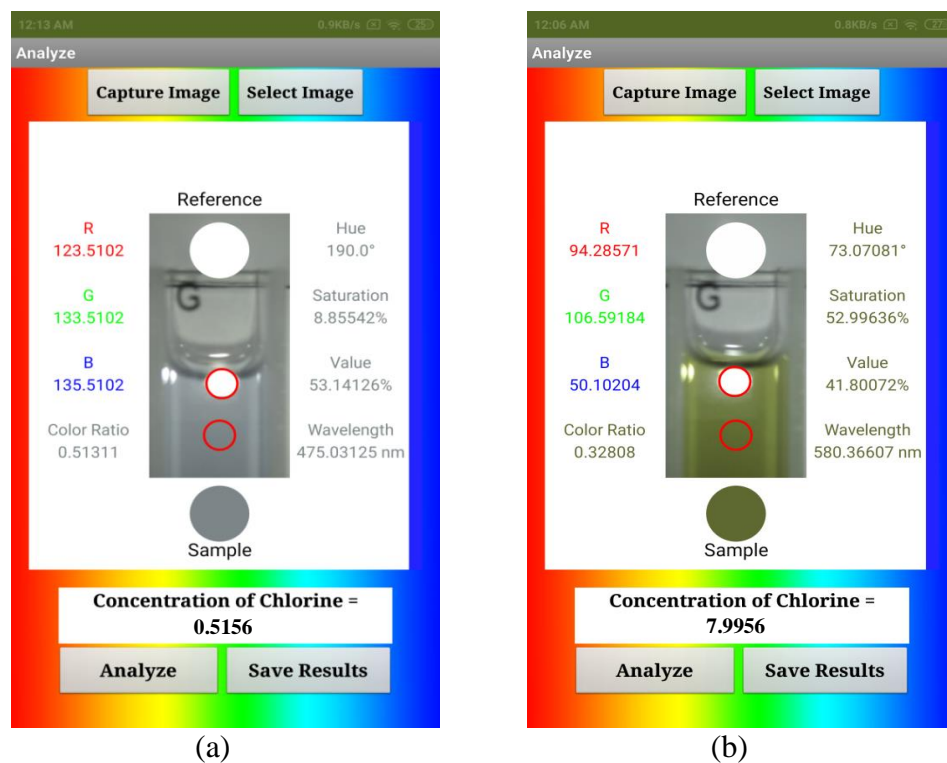 12:13 AM 0.9KB/s 25
Analyze
Capture Image Select Image
Reference
R
123.5102
Hue
190.0°
G
G
133.5102
Saturation
8.85542%
B
135.5102
Value
53.14126%
Color Ratio
0.51311
Wavelength
475.03125 nm
Sample
Concentration of Chlorine =
0.5156
Analyze Save Results
(a)
12:06 AM 0.8KB/s 27
Analyze
Capture Image Select Image
Reference
R
94.28571
Hue
73.07081°
G
G
106.59184
Saturation
52.99636%
B
50.10204
Value
41.80072%
Color Ratio
0.32808
Wavelength
580.36607 nm
Sample
Concentration of Chlorine =
7.9956
Analyze Save Results
(b)